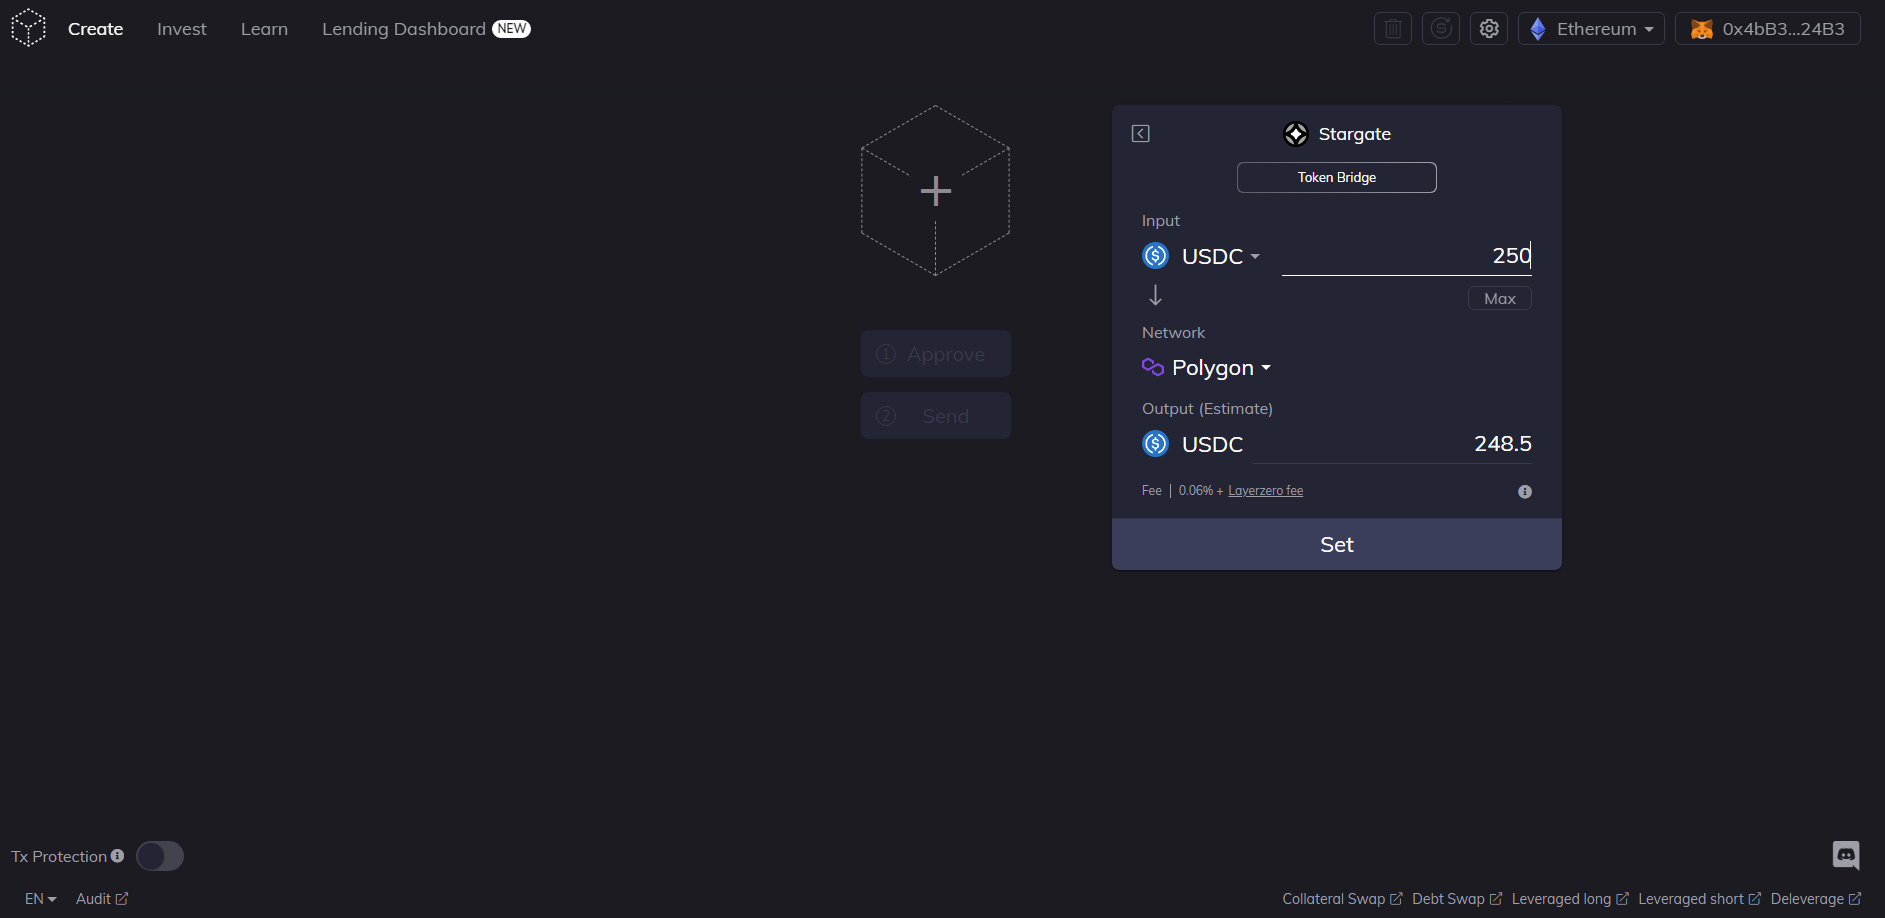 Create Invest Learn Lending Dashboard NEW Ethereum 0x4bB3...24B3
Stargate
Token Bridge
Input
USDC 250
Max
Network
Polygon
Output (Estimate)
USDC 248.5
Fee | 0.06% + Layerzero fee
Set
1 Approve
2 Send
Tx Protection
EN Audit
Collateral Swap Debt Swap Leveraged long Leveraged short Deleverage